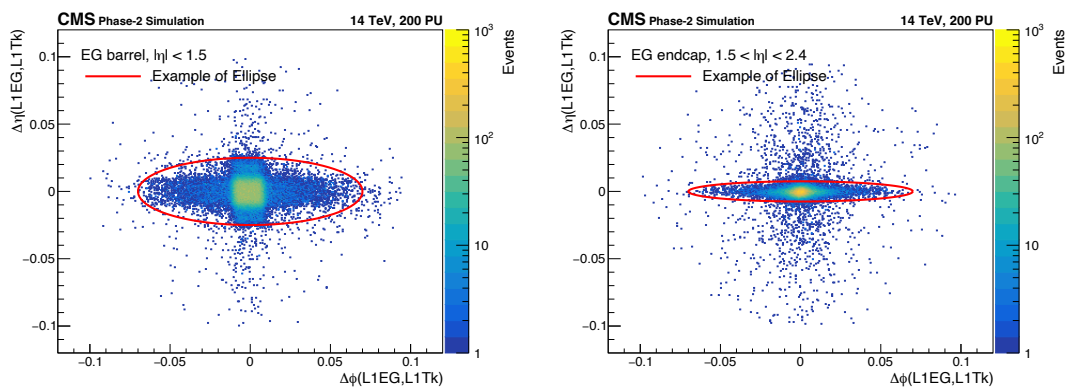 CMS Phase-2 Simulation 14 TeV, 200 PU
EG barrel, |η| < 1.5
Example of Ellipse
Δη(L1EG,L1Tk)
0.1
0.05
0
−0.05
−0.1
−0.1 −0.05 0 0.05 0.1
Δϕ(L1EG,L1Tk)
Events
10³
10²
10
1
CMS Phase-2 Simulation 14 TeV, 200 PU
EG endcap, 1.5 < |η| < 2.4
Example of Ellipse
Δη(L1EG,L1Tk)
0.1
0.05
0
−0.05
−0.1
−0.1 −0.05 0 0.05 0.1
Δϕ(L1EG,L1Tk)
Events
10³
10²
10
1